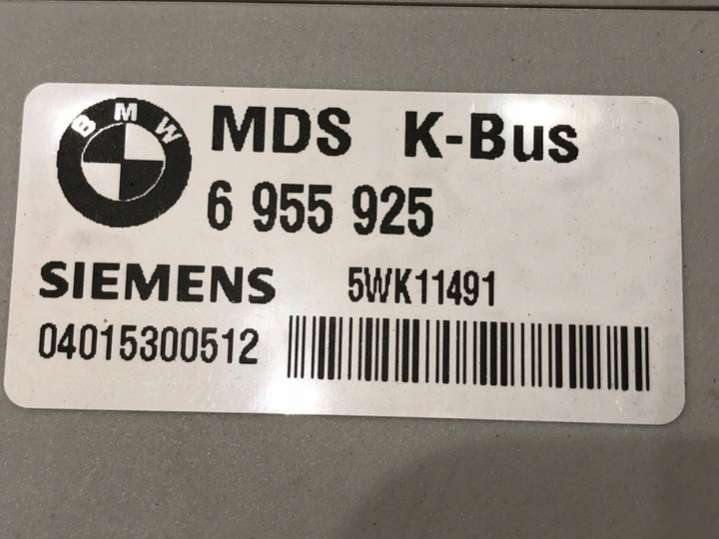 BMW
MDS K-Bus
6 955 925
SIEMENS 5WK11491
04015300512